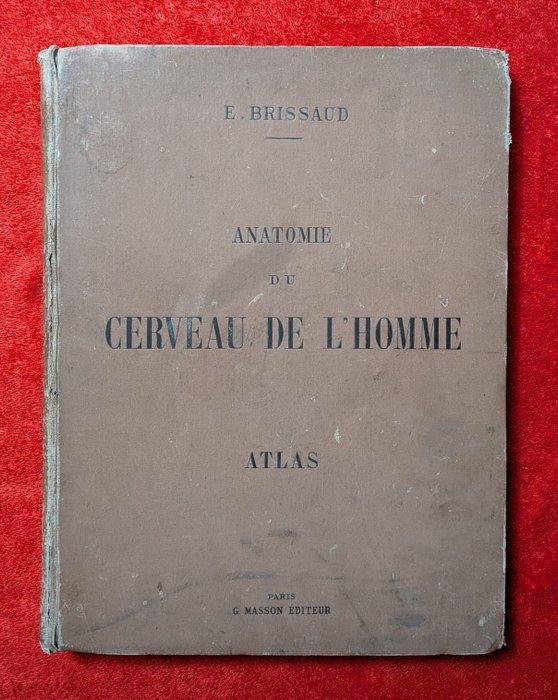 E. BRISSAUD
ANATOMIE
DU
CERVEAU DE L'HOMME
ATLAS
PARIS
G. MASSON ÉDITEUR